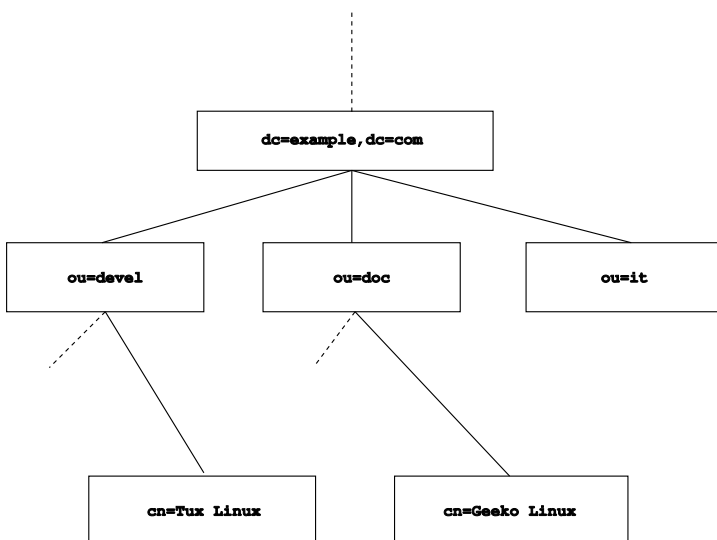 dc=example,dc=com
ou=devel
ou=doc
ou=it
cn=Tux Linux
cn=Geeko Linux